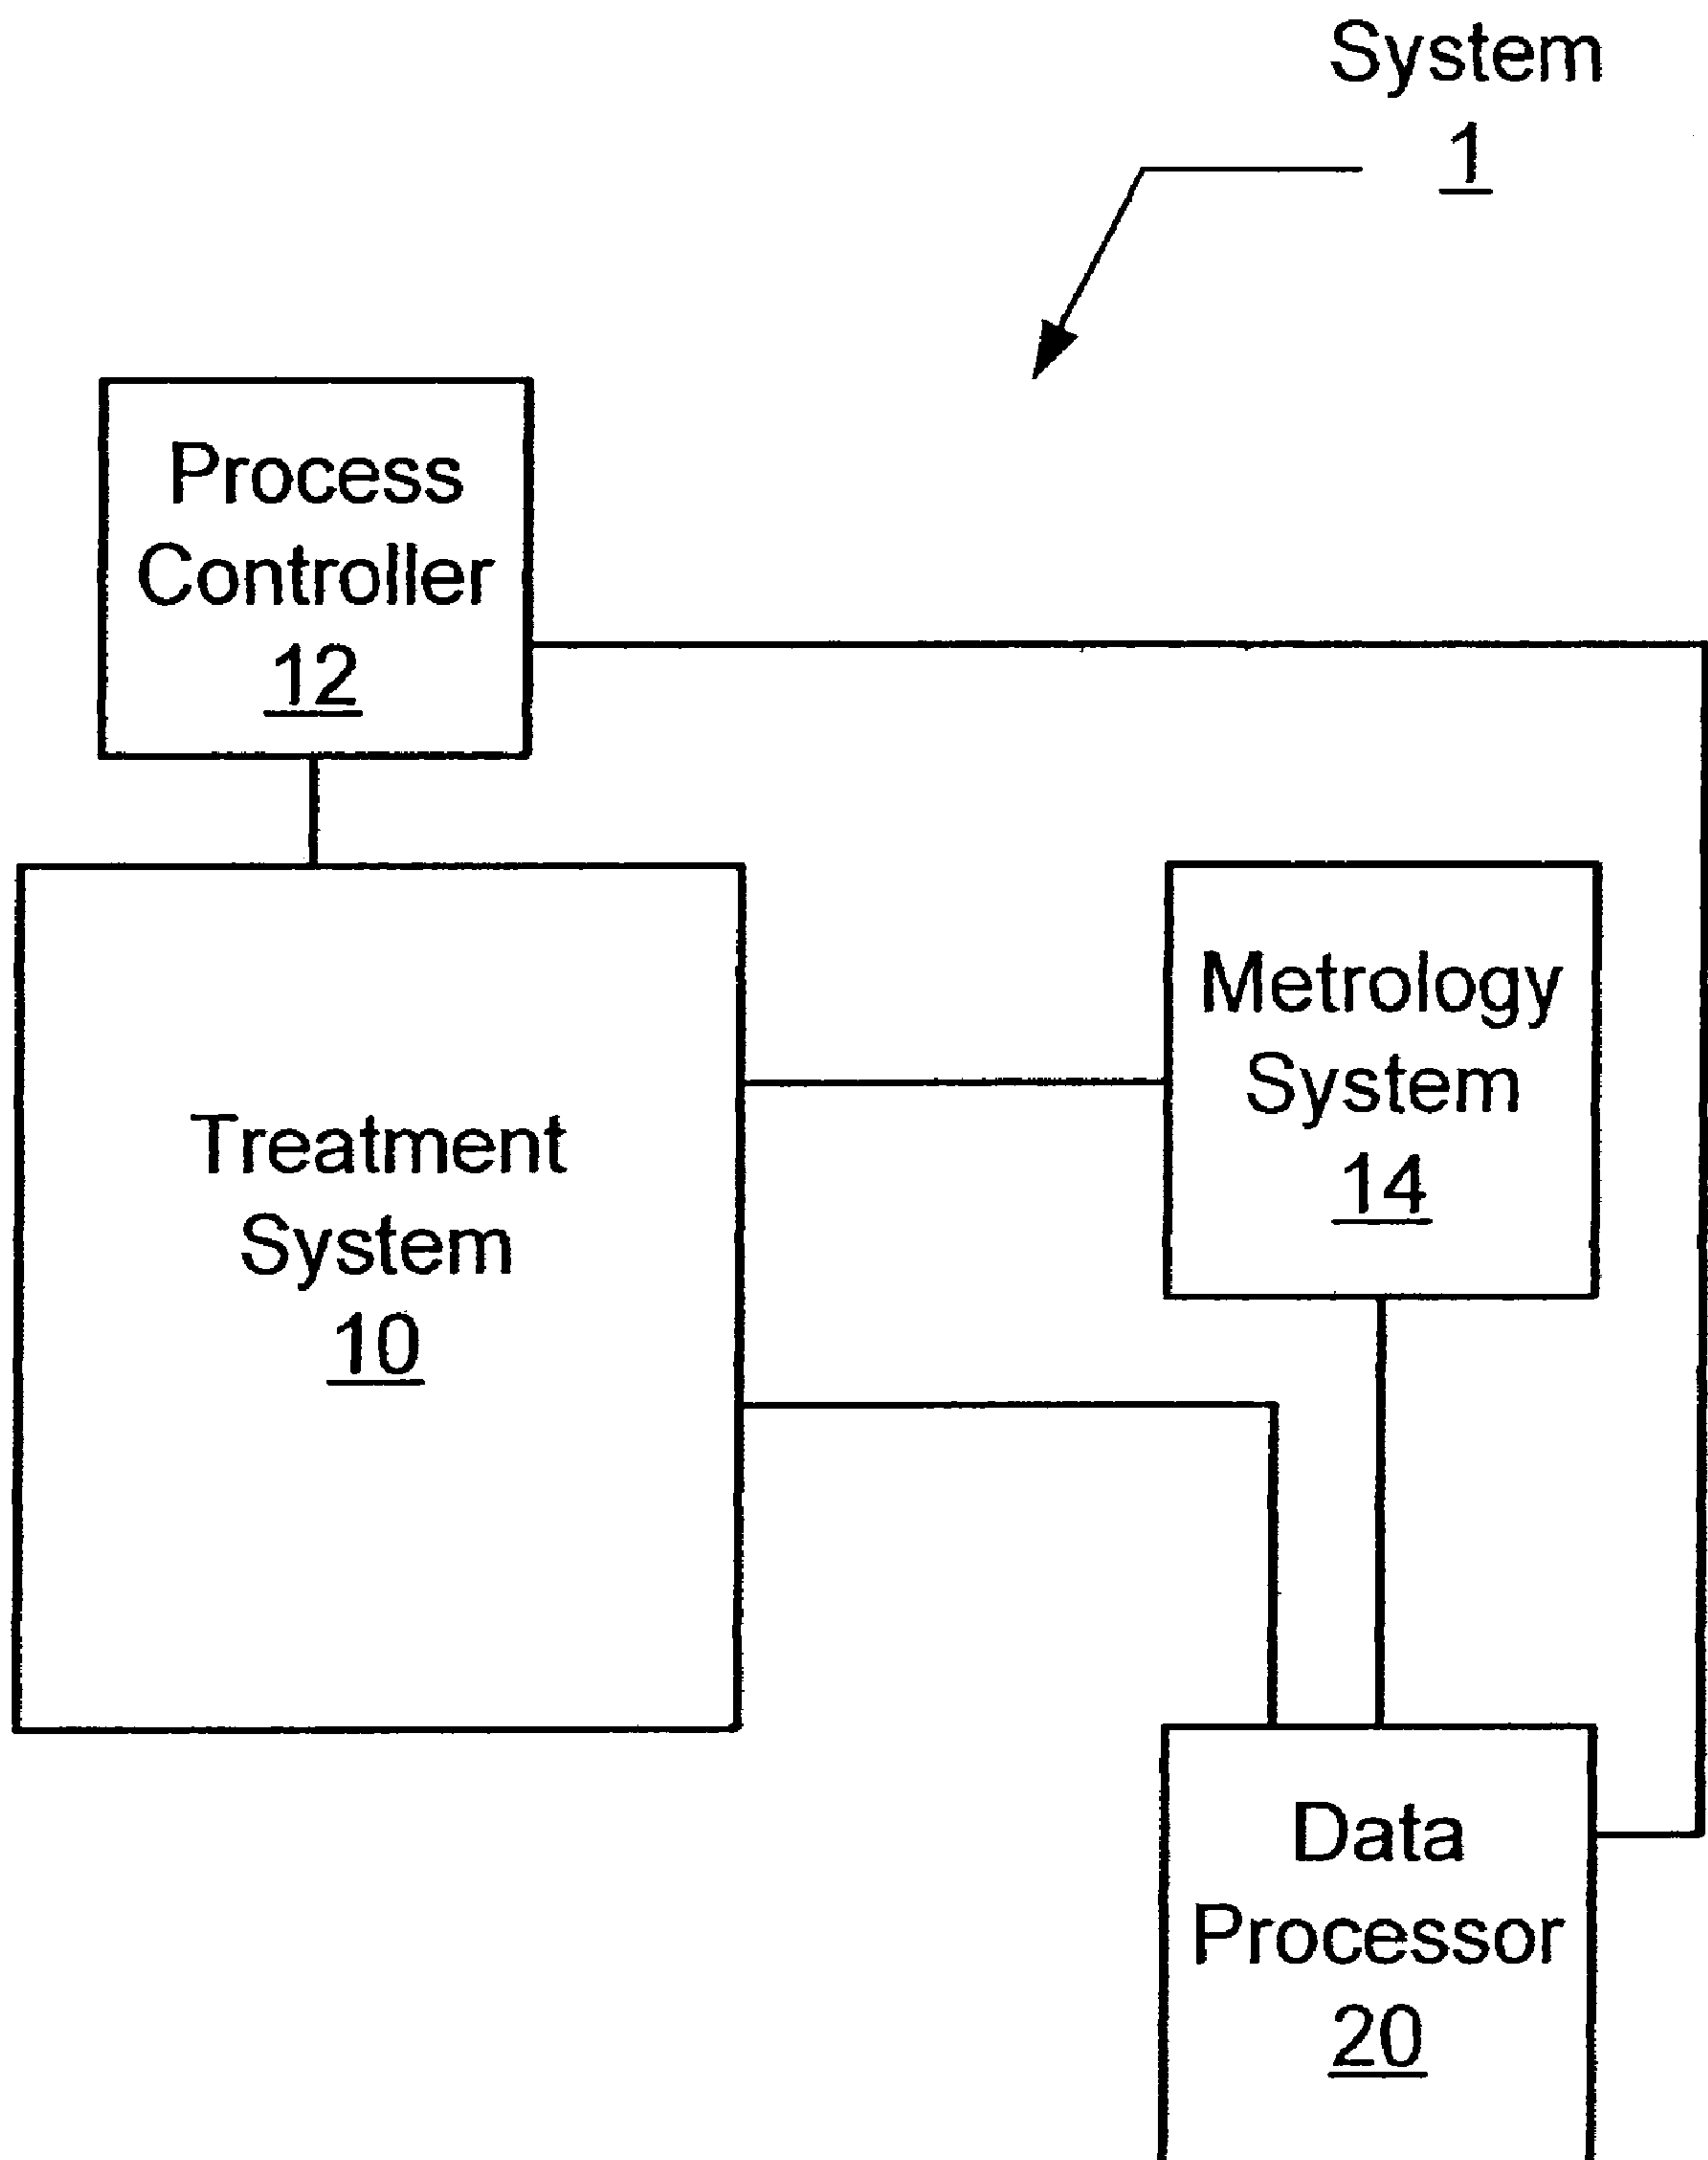 System
1
Process
Controller
12
Metrology
System
14
Treatment
System
10
Data
Processor
20